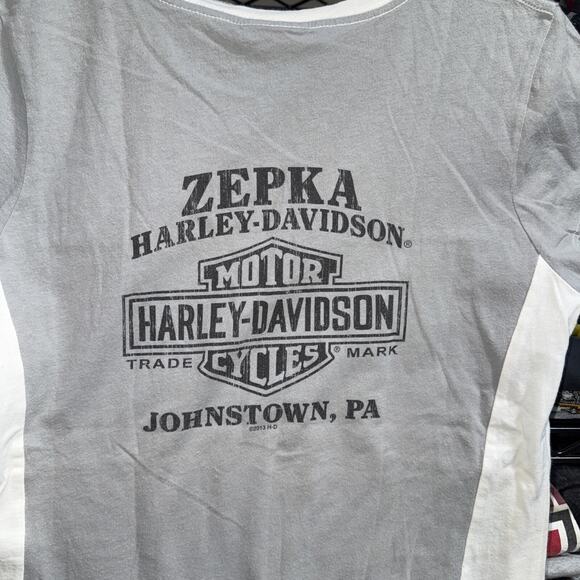 ZEPKA
HARLEY-DAVIDSON®
MOTOR
HARLEY-DAVIDSON
CYCLES®
TRADE MARK
JOHNSTOWN, PA
©2013 H-D